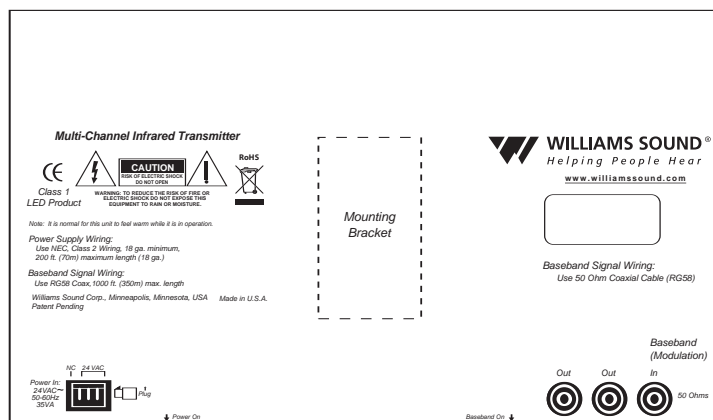 Multi-Channel Infrared Transmitter
CE
Class 1
LED Product
CAUTION
RISK OF ELECTRIC SHOCK
DO NOT OPEN
WARNING: TO REDUCE THE RISK OF FIRE OR
ELECTRIC SHOCK DO NOT EXPOSE THIS
EQUIPMENT TO RAIN OR MOISTURE.
RoHS
Note: It is normal for this unit to feel warm while it is in operation.
Power Supply Wiring:
Use NEC, Class 2 Wiring, 18 ga. minimum,
200 ft. (70m) maximum length (18 ga.)
Baseband Signal Wiring:
Use RG58 Coax,1000 ft. (350m) max. length
Williams Sound Corp., Minneapolis, Minnesota, USA Made in U.S.A.
Patent Pending
Mounting
Bracket
WILLIAMS SOUND®
Helping People Hear
www.williamssound.com
Baseband Signal Wiring:
Use 50 Ohm Coaxial Cable (RG58)
NC 24 VAC
Power In:
24VAC~
50-60Hz
35VA
Plug
Power On
Baseband
(Modulation)
Out Out In
50 Ohms
Baseband On